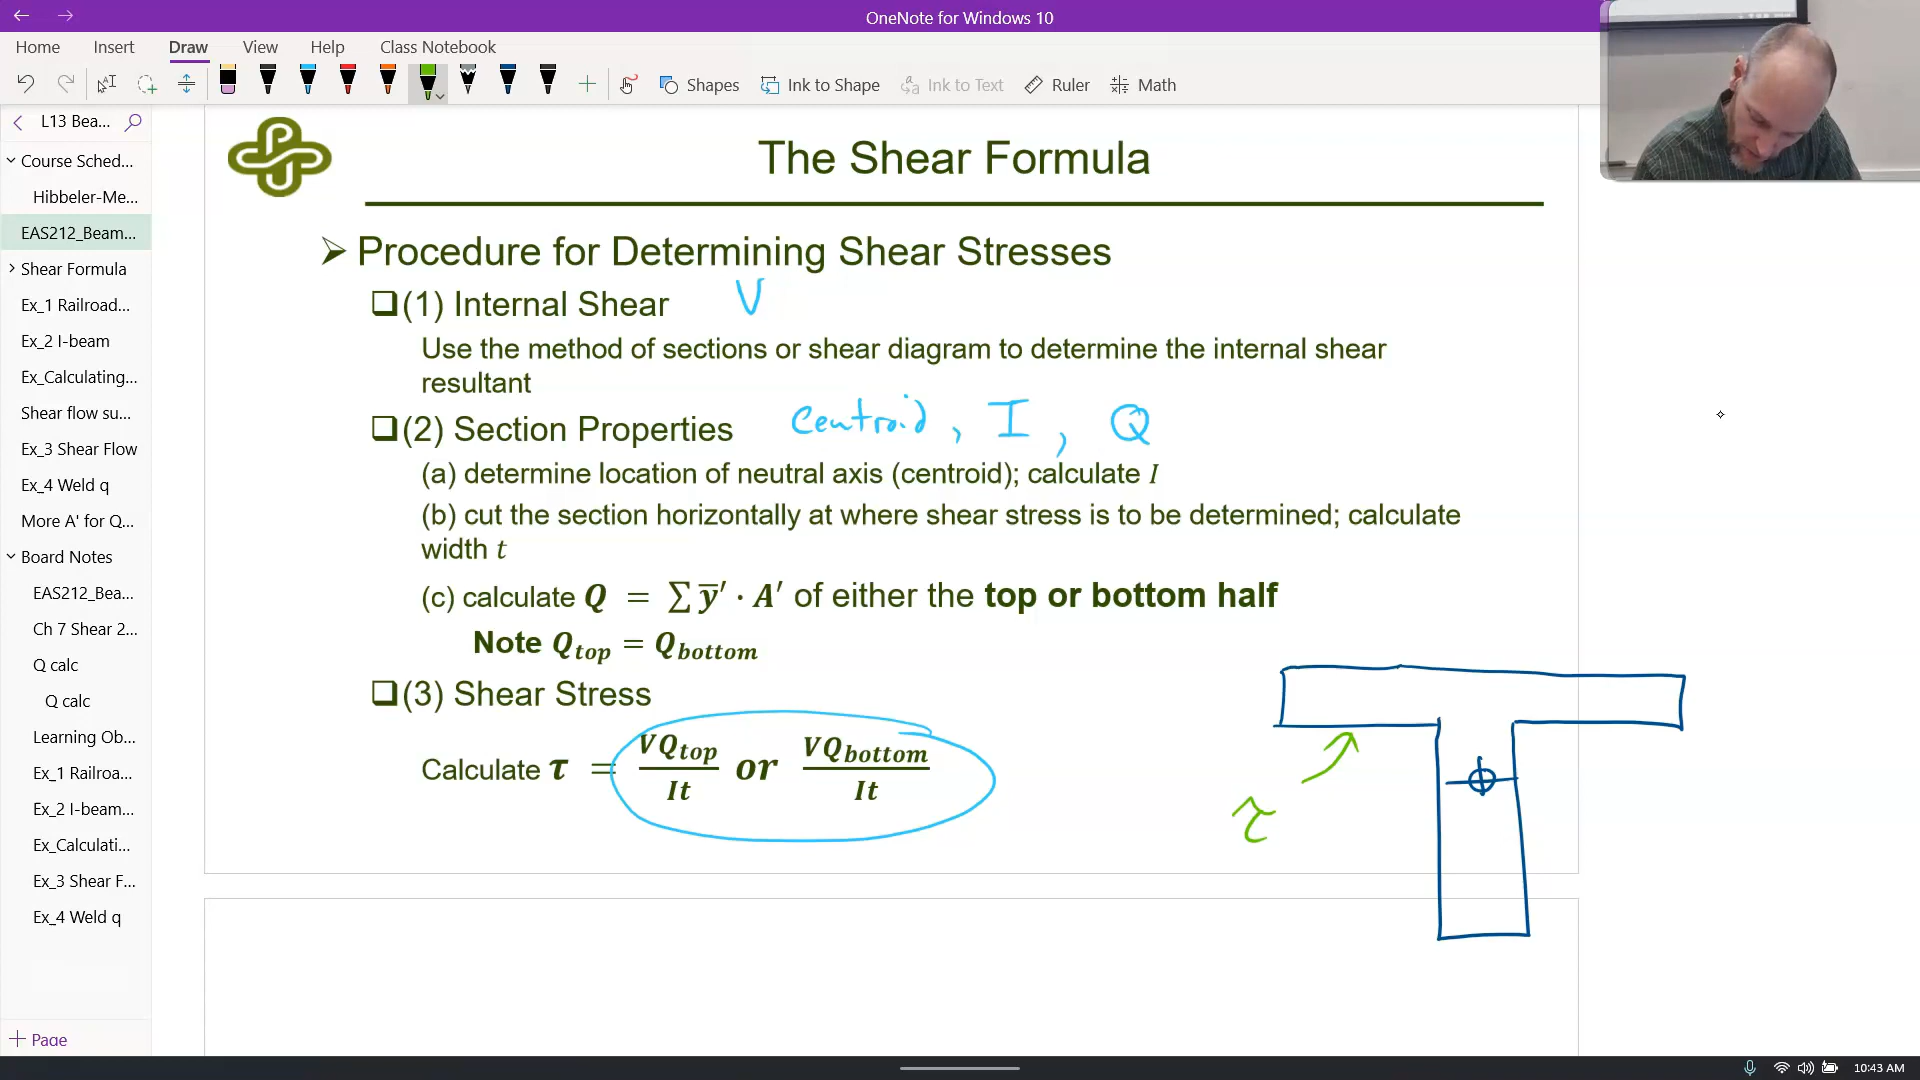 OneNote for Windows 10
Home Insert Draw View Help Class Notebook
Shapes Ink to Shape Ink to Text Ruler Math
L13 Bea...
Course Sched...
Hibbeler-Me...
EAS212_Beam...
Shear Formula
Ex_1 Railroad...
Ex_2 I-beam
Ex_Calculating...
Shear flow su...
Ex_3 Shear Flow
Ex_4 Weld q
More A' for Q...
Board Notes
EAS212_Bea...
Ch 7 Shear 2...
Q calc
Q calc
Learning Ob...
Ex_1 Railroa...
Ex_2 I-beam...
Ex_Calculati...
Ex_3 Shear F...
Ex_4 Weld q
+ Page
PSU
The Shear Formula
➢ Procedure for Determining Shear Stresses
❑ (1) Internal Shear V
Use the method of sections or shear diagram to determine the internal shear
resultant
❑ (2) Section Properties centroid, I, Q
(a) determine location of neutral axis (centroid); calculate I
(b) cut the section horizontally at where shear stress is to be determined; calculate
width t
(c) calculate Q = ∑ȳ′ · A′ of either the top or bottom half
Note Qtop = Qbottom
❑ (3) Shear Stress
Calculate τ = VQtop/It or VQbottom/It
τ
10:43 AM